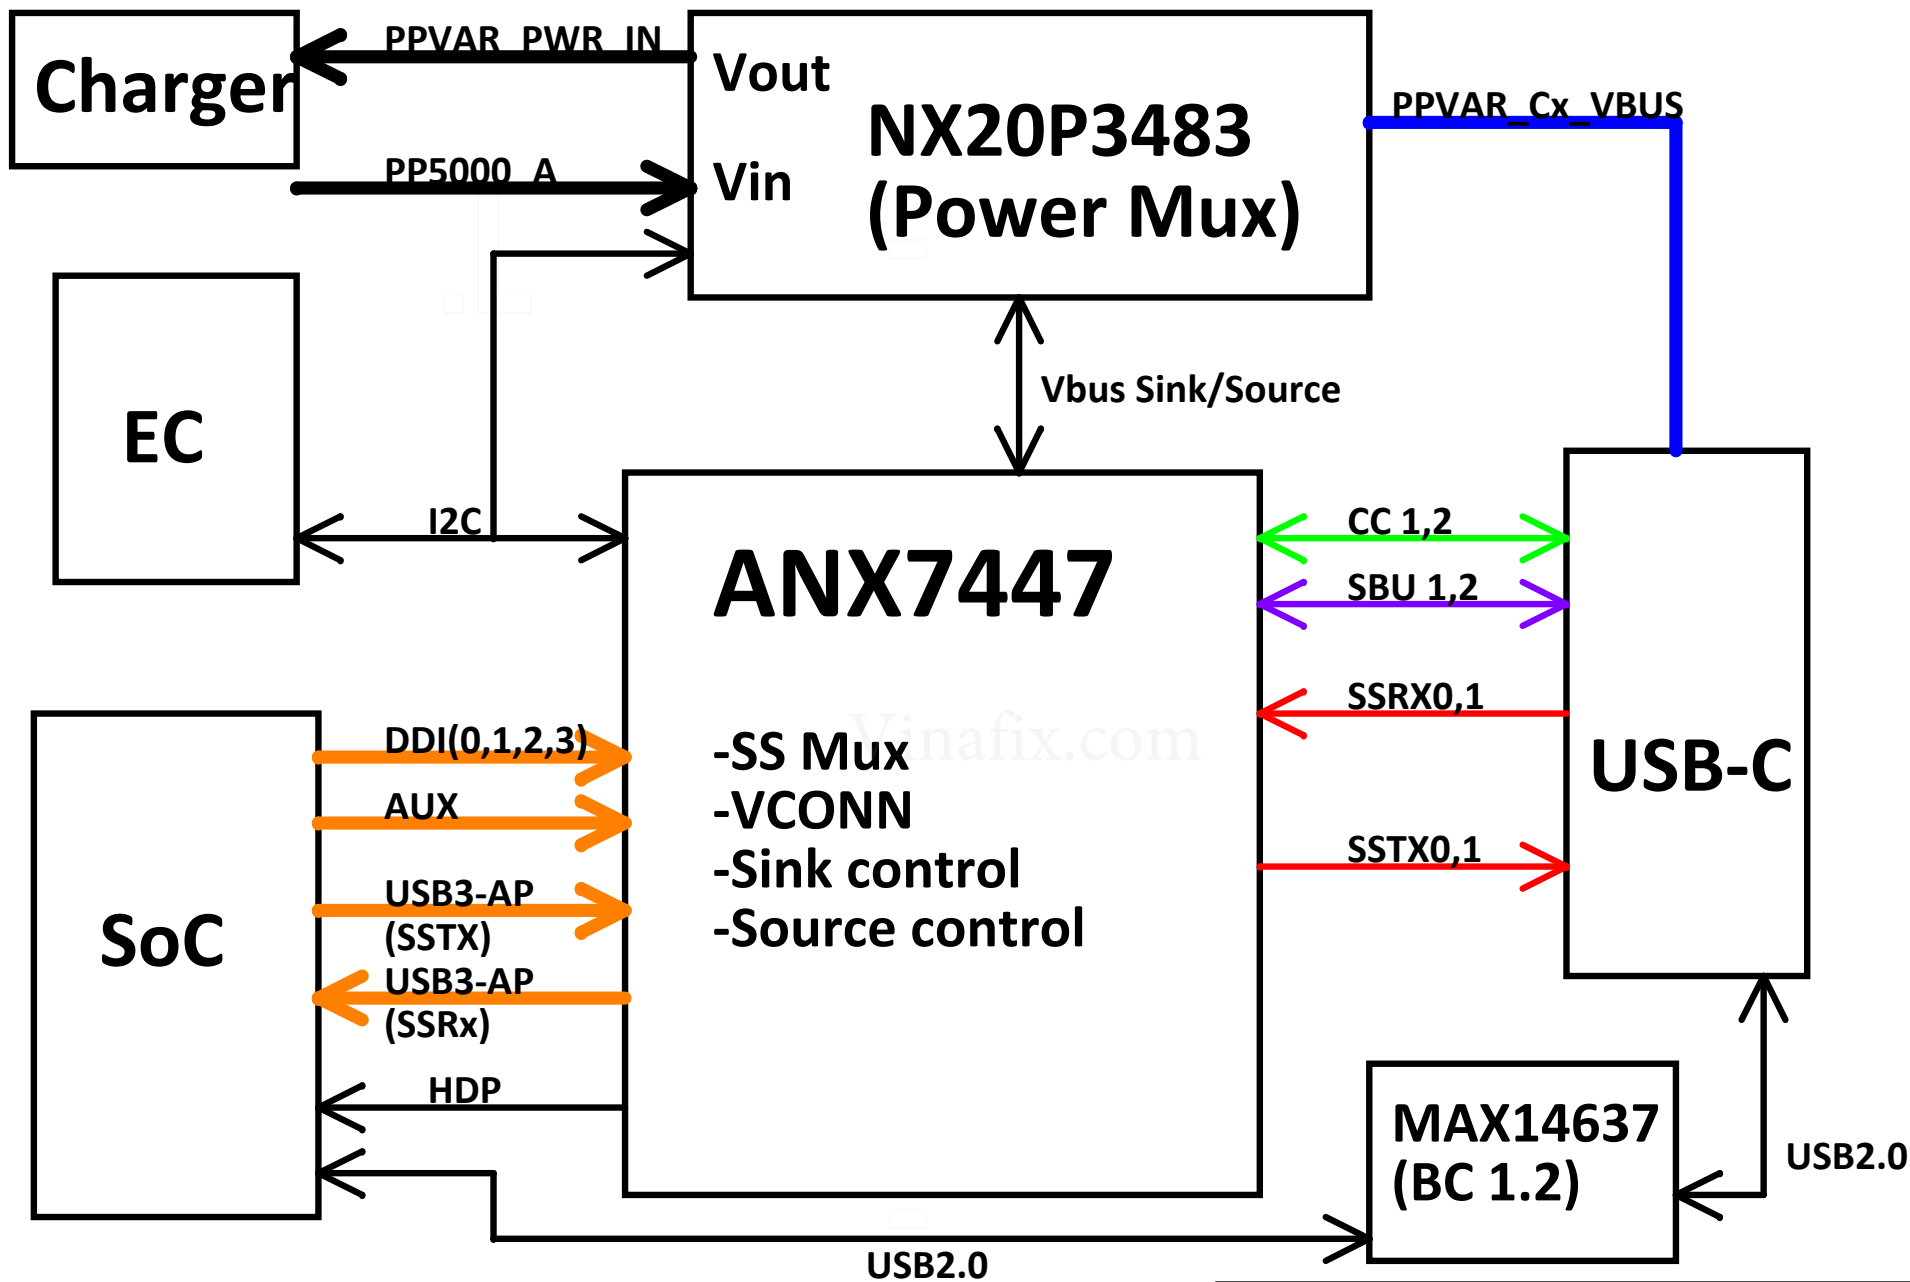 Charger
PPVAR_PWR_IN
Vout
PP5000_A
Vin
NX20P3483
(Power Mux)
PPVAR_Cx_VBUS
EC
I2C
Vbus Sink/Source
ANX7447
-SS Mux
-VCONN
-Sink control
-Source control
Vinafix.com
CC 1,2
SBU 1,2
SSRX0,1
SSTX0,1
USB-C
SoC
DDI(0,1,2,3)
AUX
USB3-AP
(SSTX)
USB3-AP
(SSRx)
HDP
MAX14637
(BC 1.2)
USB2.0
USB2.0